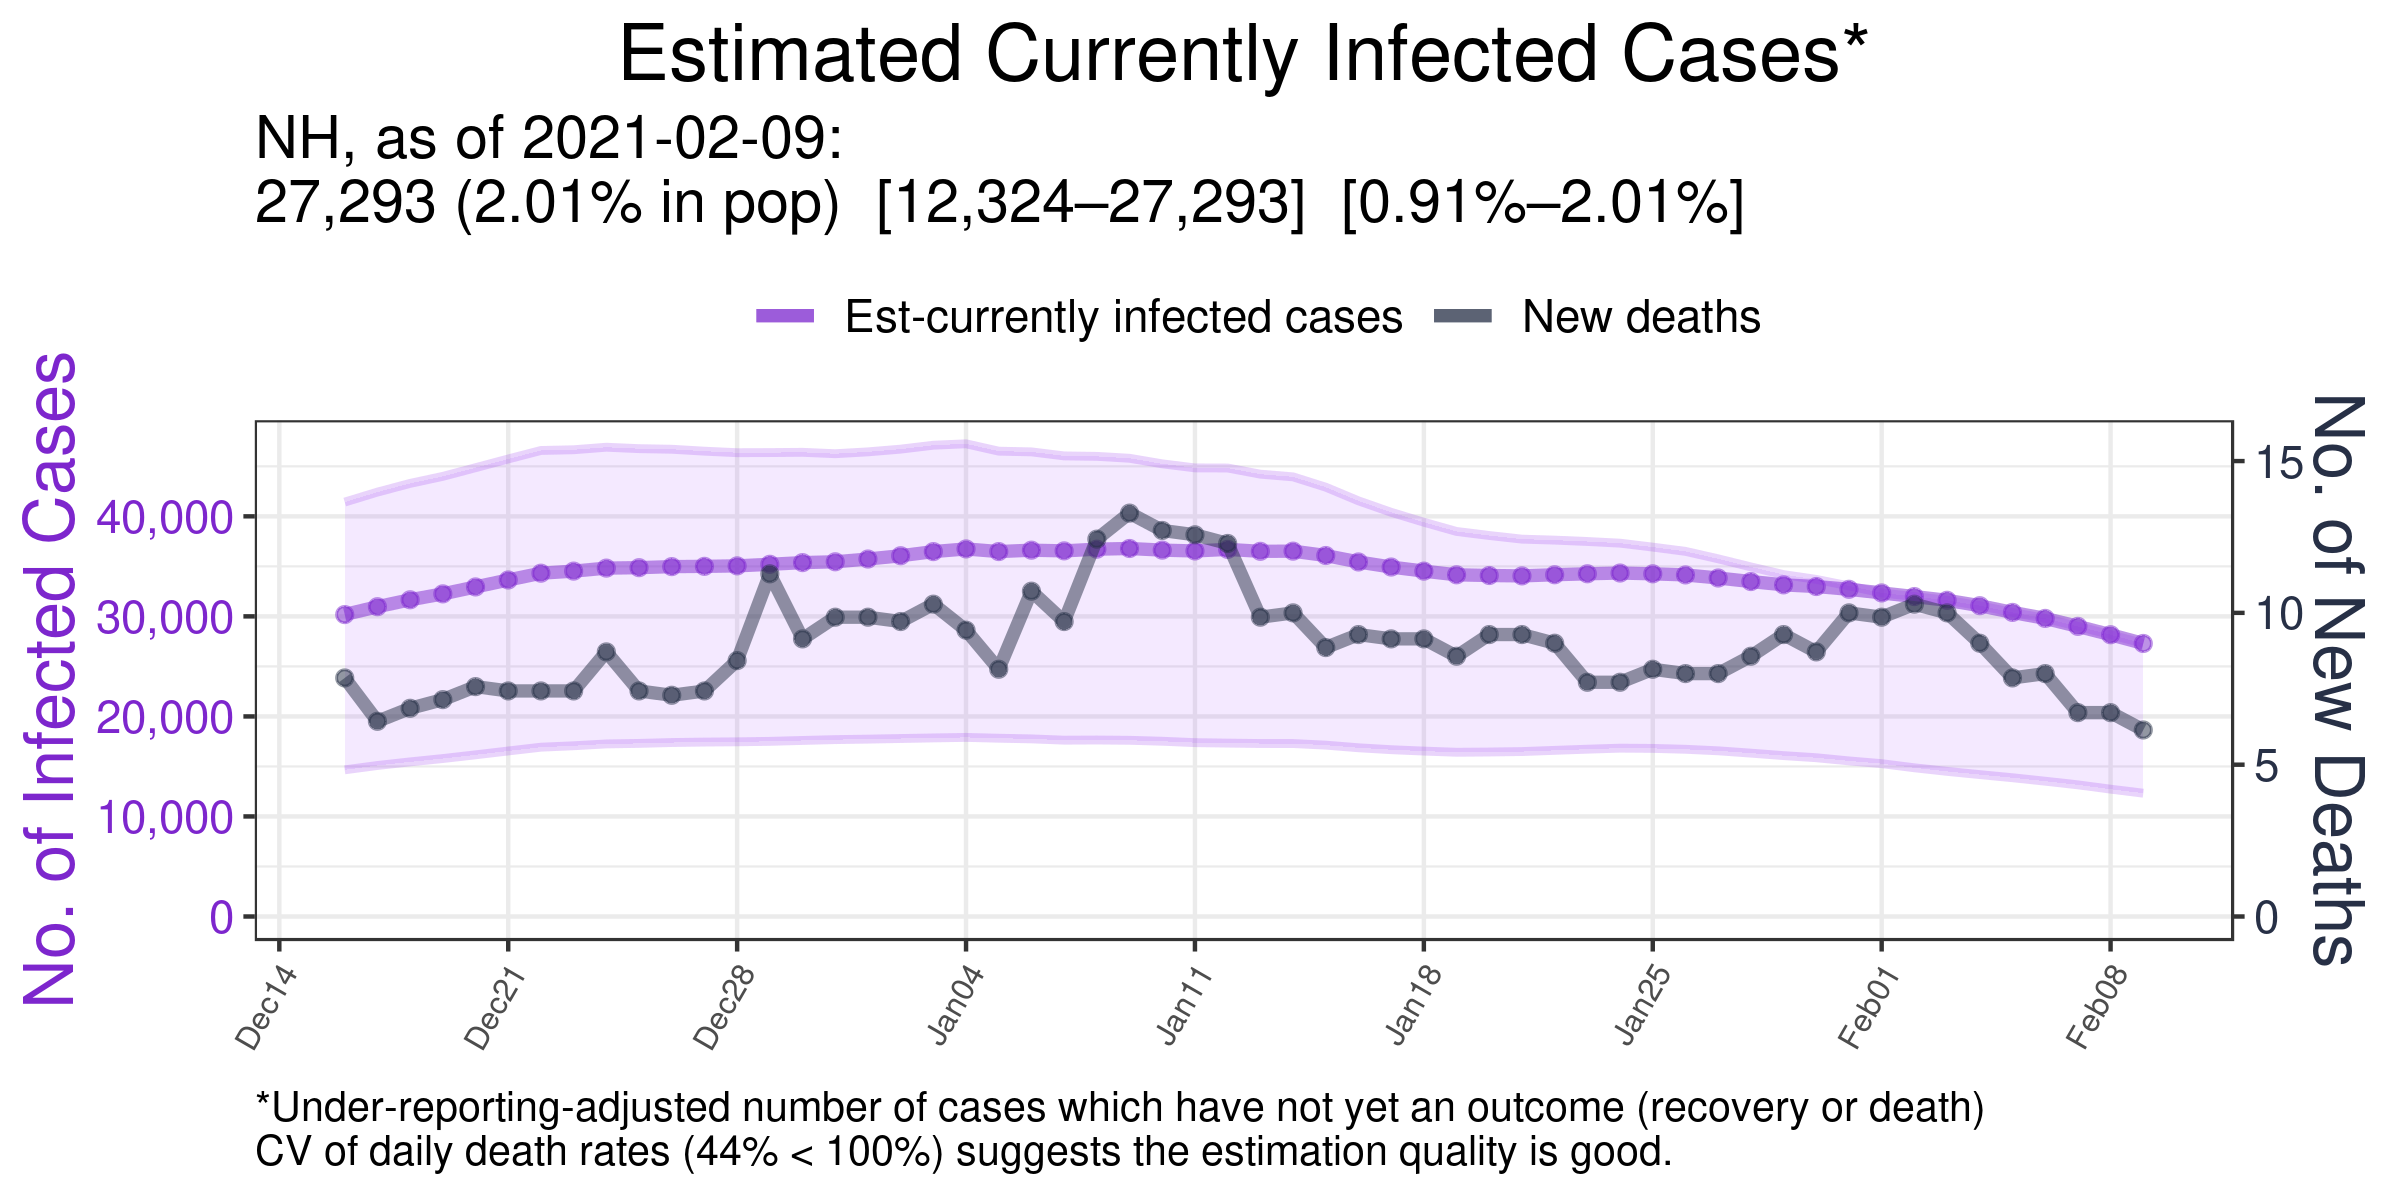 Estimated Currently Infected Cases*
NH, as of 2021-02-09:
27,293 (2.01% in pop)  [12,324–27,293]  [0.91%–2.01%]
Est-currently infected cases
New deaths
No. of Infected Cases
40,000
30,000
20,000
10,000
0
15
10
5
0
No. of New Deaths
Dec14
Dec21
Dec28
Jan04
Jan11
Jan18
Jan25
Feb01
Feb08
*Under-reporting-adjusted number of cases which have not yet an outcome (recovery or death)
CV of daily death rates (44% < 100%) suggests the estimation quality is good.